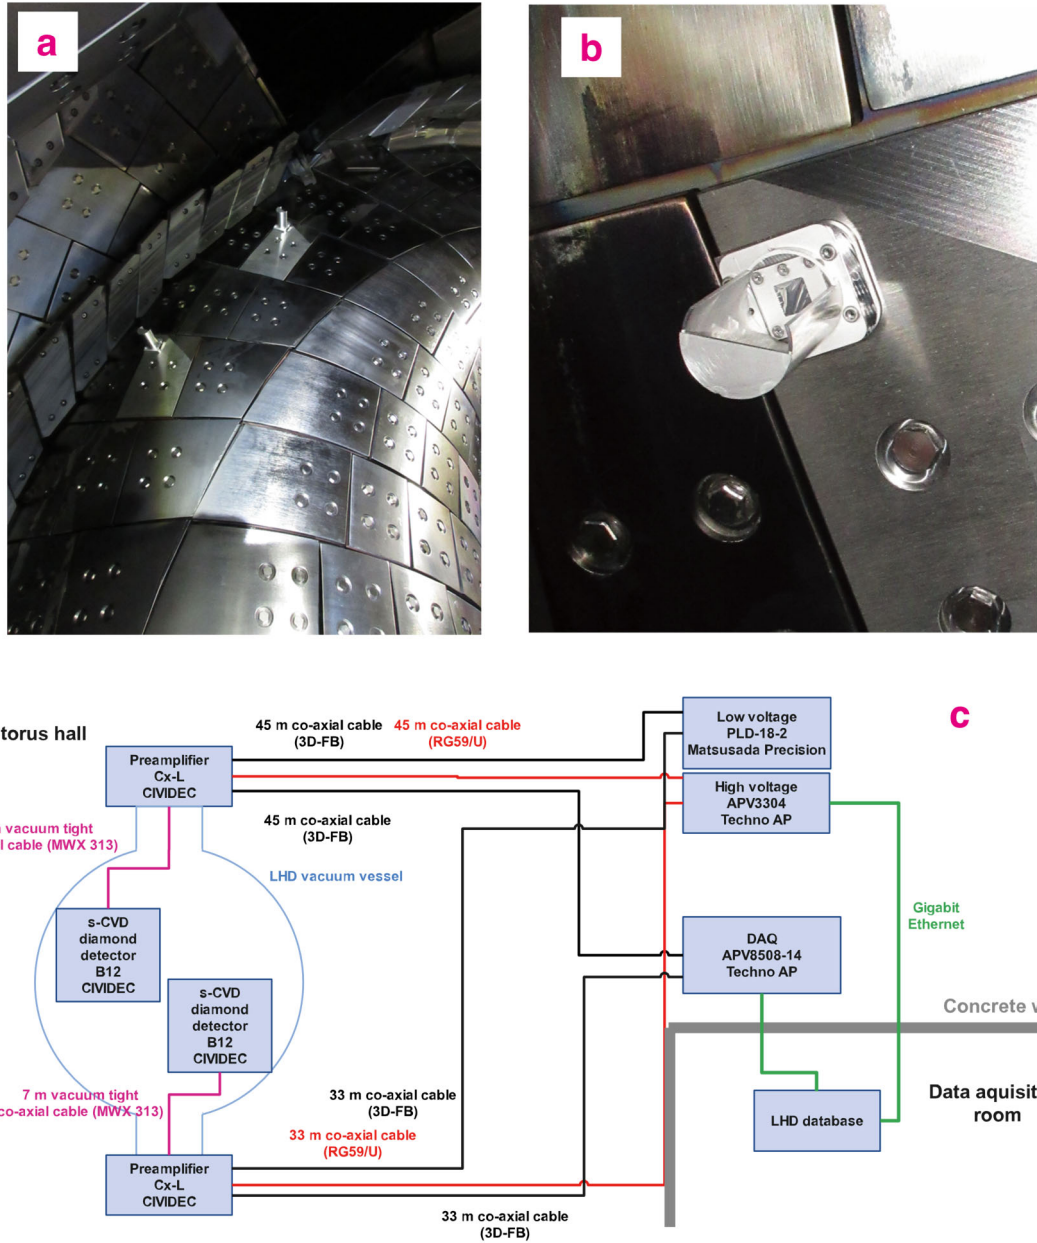 a
b
c
torus hall
45 m co-axial cable
(3D-FB)
45 m co-axial cable
(RG59/U)
Low voltage
PLD-18-2
Matsusada Precision
Preamplifier
Cx-L
CIVIDEC
High voltage
APV3304
Techno AP
45 m co-axial cable
(3D-FB)
vacuum tight
cable (MWX 313)
LHD vacuum vessel
s-CVD
diamond
detector
B12
CIVIDEC
Gigabit
Ethernet
DAQ
APV8508-14
Techno AP
s-CVD
diamond
detector
B12
CIVIDEC
Concrete
7 m vacuum tight
co-axial cable (MWX 313)
33 m co-axial cable
(3D-FB)
33 m co-axial cable
(RG59/U)
LHD database
Data aquisit
room
Preamplifier
Cx-L
CIVIDEC
33 m co-axial cable
(3D-FB)